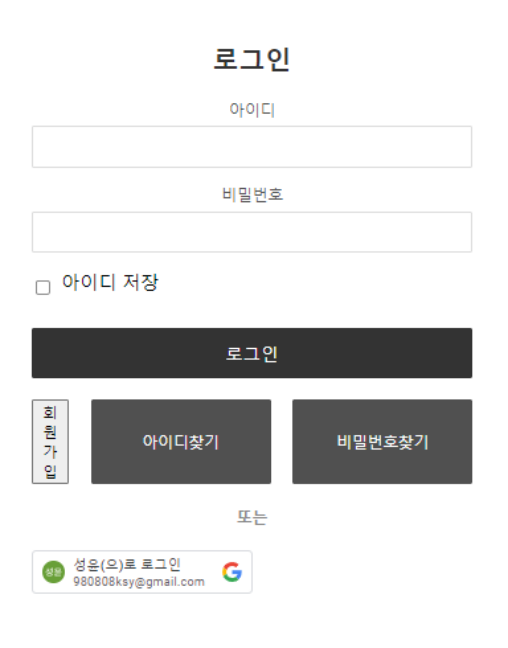 로그인
아이디
비밀번호
아이디 저장
로그인
회
원
가
입
아이디찾기
비밀번호찾기
또는
성윤 성윤(으)로 로그인
980808ksy@gmail.com